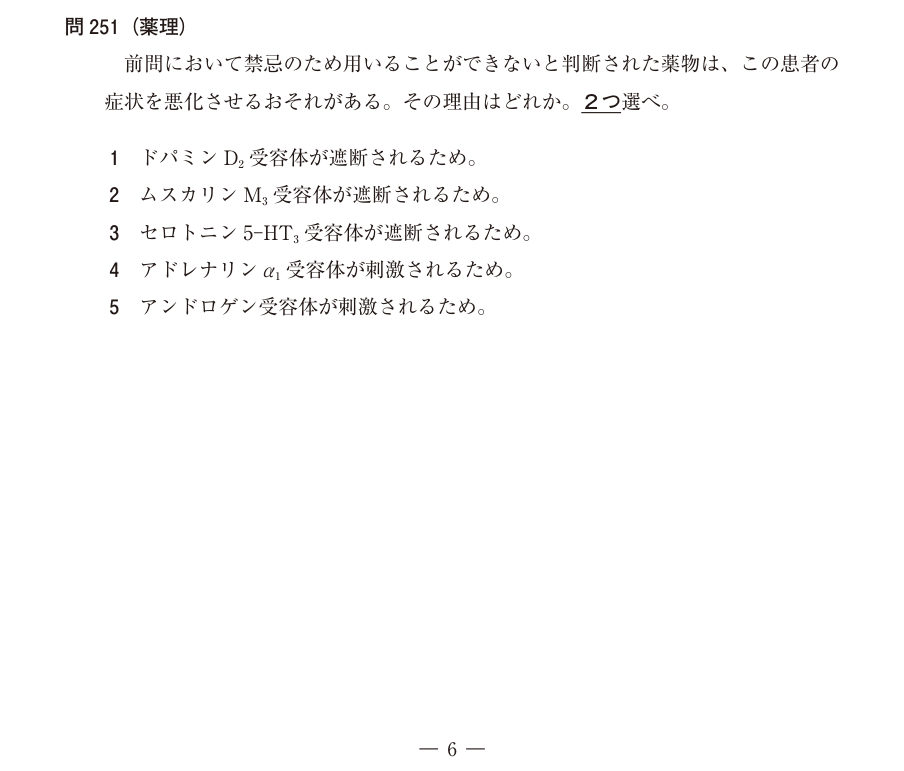 問 251（薬理）
前問において禁忌のため用いることができないと判断された薬物は、この患者の
症状を悪化させるおそれがある。その理由はどれか。２つ選べ。
1 ドパミン D₂ 受容体が遮断されるため。
2 ムスカリン M₃ 受容体が遮断されるため。
3 セロトニン 5-HT₃ 受容体が遮断されるため。
4 アドレナリン α₁ 受容体が刺激されるため。
5 アンドロゲン受容体が刺激されるため。
— 6 —